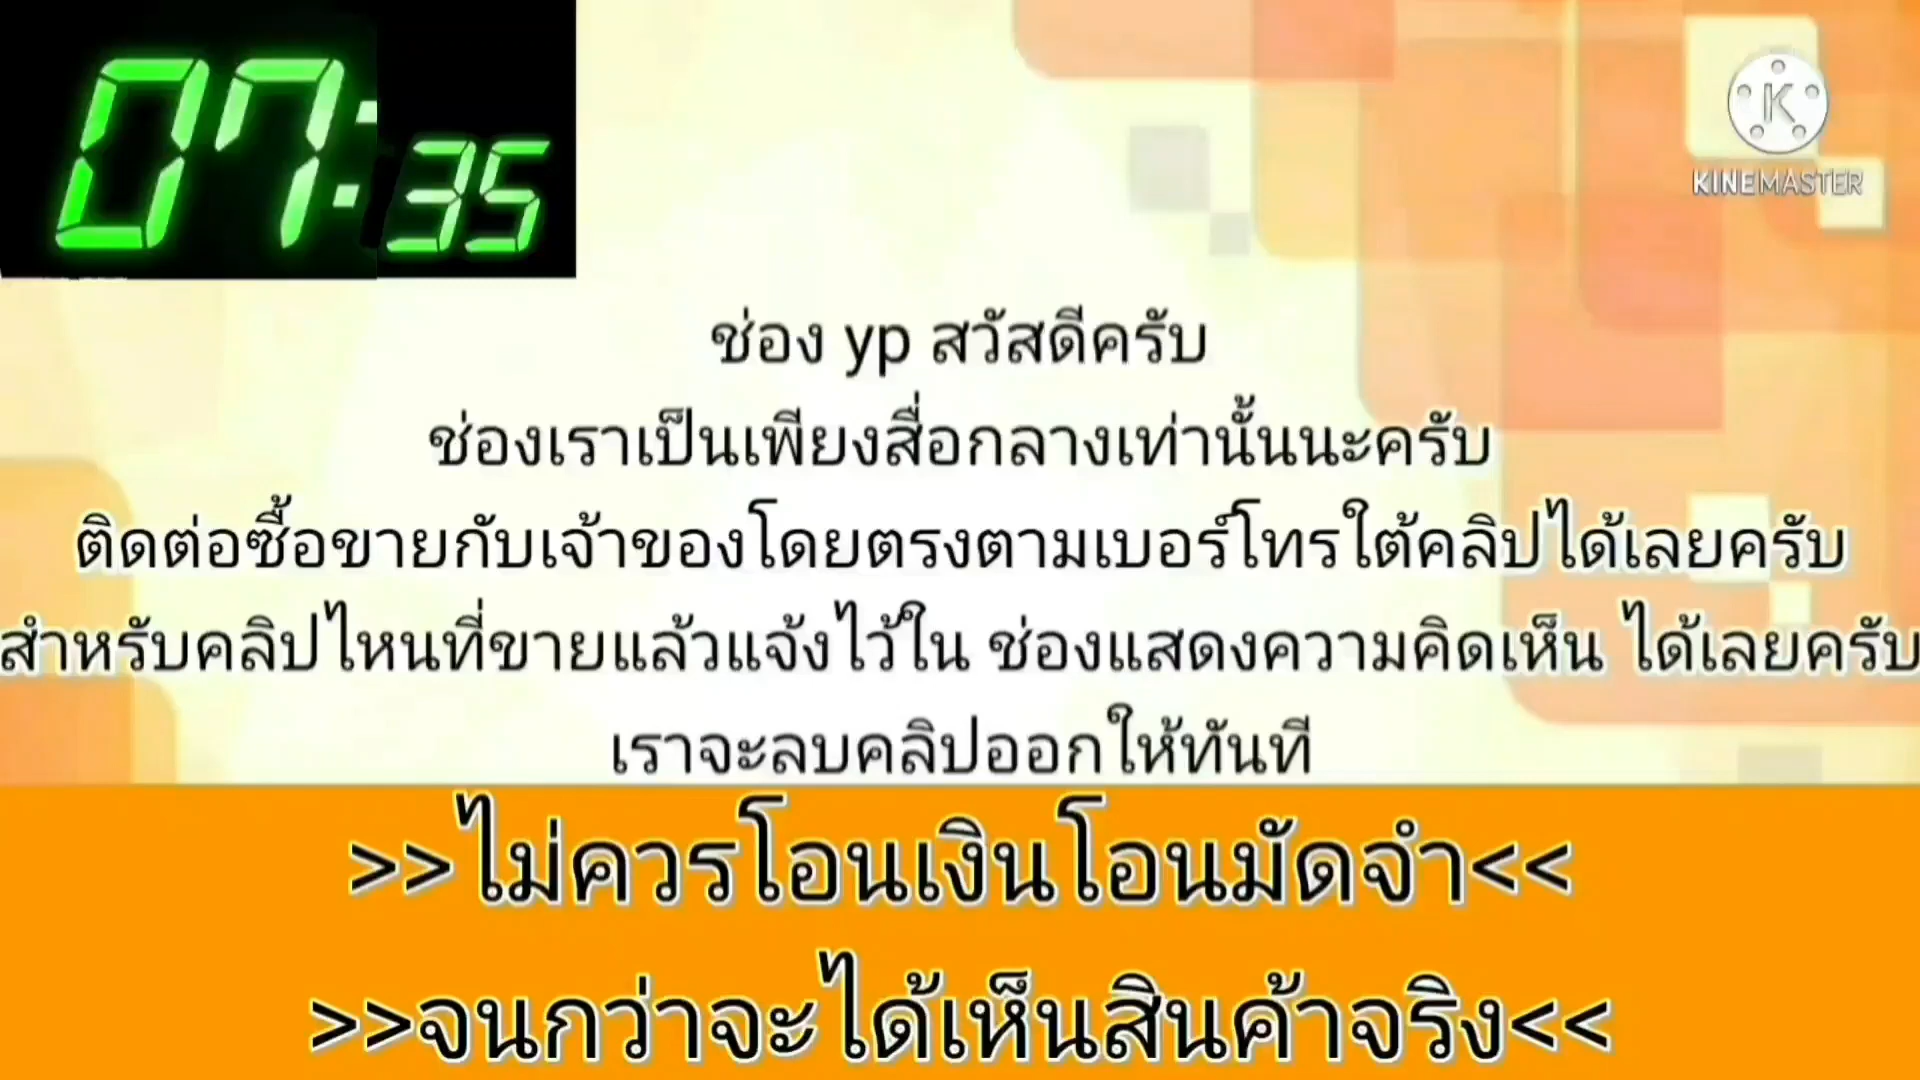 07:35
KINEMASTER
ช่อง yp สวัสดีครับ
ช่องเราเป็นเพียงสื่อกลางเท่านั้นนะครับ
ติดต่อซื้อขายกับเจ้าของโดยตรงตามเบอร์โทรใต้คลิปได้เลยครับ
สำหรับคลิปไหนที่ขายแล้วแจ้งไว้ใน ช่องแสดงความคิดเห็น ได้เลยครับ
เราจะลบคลิปออกให้ทันที
>>ไม่ควรโอนเงินโอนมัดจำ<<
>>จนกว่าจะได้เห็นสินค้าจริง<<